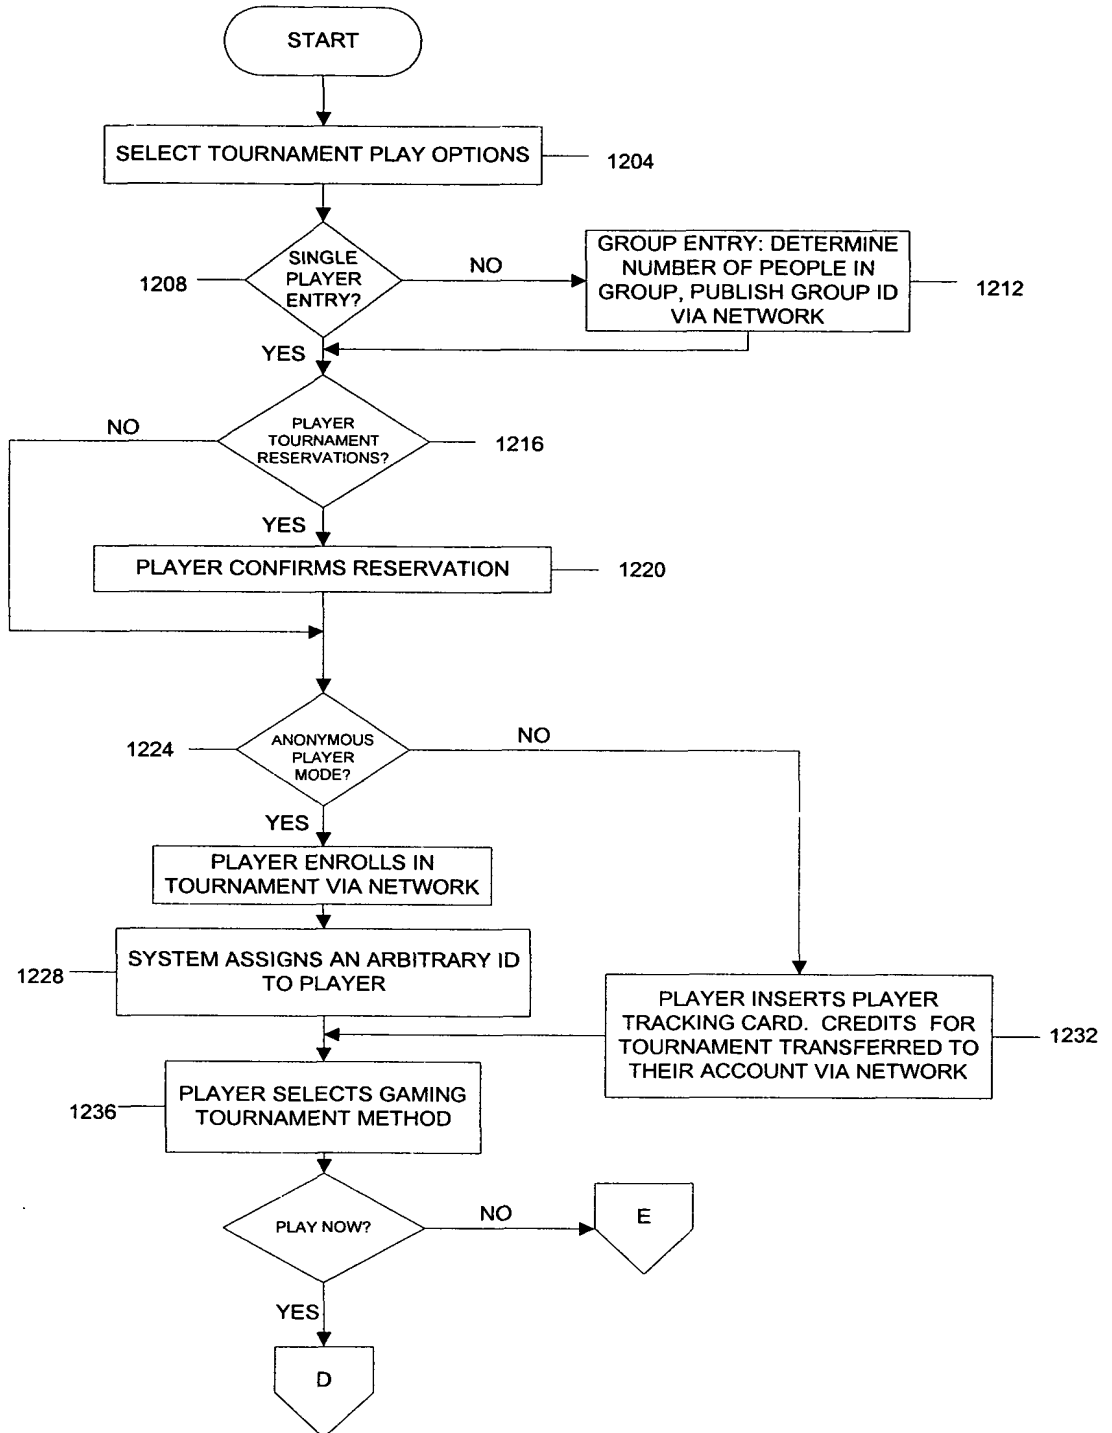 START
SELECT TOURNAMENT PLAY OPTIONS
1204
SINGLE
PLAYER
ENTRY?
1208
NO
GROUP ENTRY: DETERMINE
NUMBER OF PEOPLE IN
GROUP, PUBLISH GROUP ID
VIA NETWORK
1212
YES
PLAYER
TOURNAMENT
RESERVATIONS?
NO
1216
YES
PLAYER CONFIRMS RESERVATION
1220
ANONYMOUS
PLAYER
MODE?
1224
NO
YES
PLAYER ENROLLS IN
TOURNAMENT VIA NETWORK
SYSTEM ASSIGNS AN ARBITRARY ID
TO PLAYER
1228
PLAYER INSERTS PLAYER
TRACKING CARD. CREDITS FOR
TOURNAMENT TRANSFERRED TO
THEIR ACCOUNT VIA NETWORK
1232
PLAYER SELECTS GAMING
TOURNAMENT METHOD
1236
PLAY NOW?
NO
E
YES
D